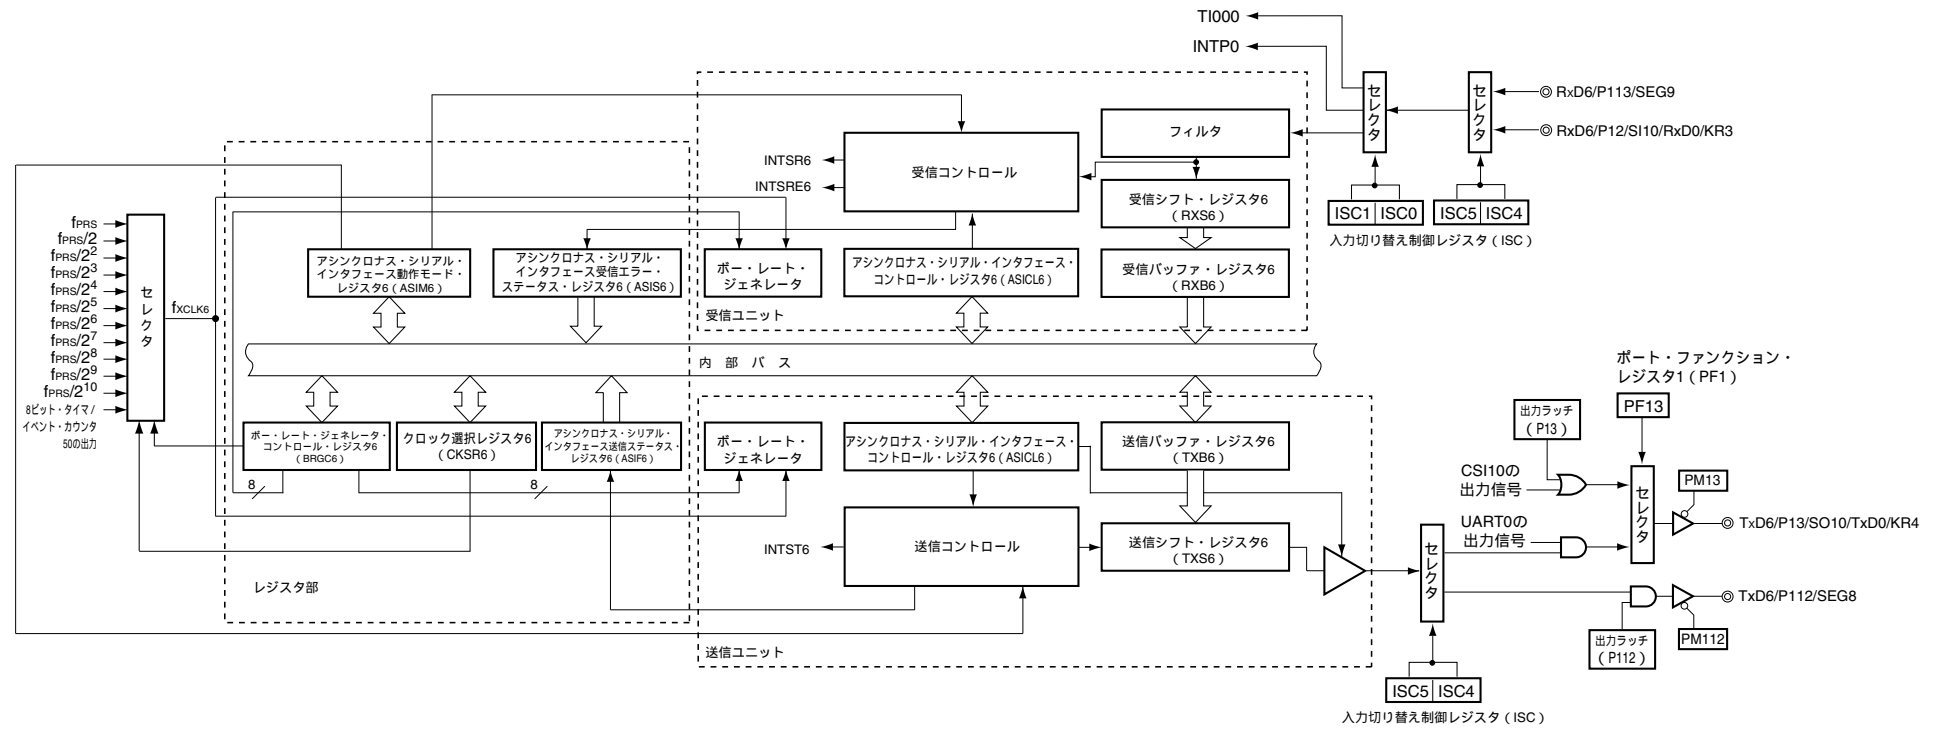 TI000
INTP0
セレクタ
セレクタ
RxD6/P113/SEG9
RxD6/P12/SI10/RxD0/KR3
ISC1 ISC0
ISC5 ISC4
入力切り替え制御レジスタ(ISC)
フィルタ
INTSR6
INTSRE6
受信コントロール
受信シフト・レジスタ6
(RXS6)
fPRS
fPRS/2
fPRS/2²
fPRS/2³
fPRS/2⁴
fPRS/2⁵
fPRS/2⁶
fPRS/2⁷
fPRS/2⁸
fPRS/2⁹
fPRS/2¹⁰
8ビット・タイマ/
イベント・カウンタ
50の出力
セレクタ
fXCLK6
アシンクロナス・シリアル・
インタフェース動作モード・
レジスタ6(ASIM6)
アシンクロナス・シリアル・
インタフェース受信エラー・
ステータス・レジスタ6(ASIS6)
ボー・レート・
ジェネレータ
アシンクロナス・シリアル・インタフェース・
コントロール・レジスタ6(ASICL6)
受信バッファ・レジスタ6
(RXB6)
受信ユニット
内 部 バ ス
ボー・レート・ジェネレータ・
コントロール・レジスタ6
(BRGC6)
クロック選択レジスタ6
(CKSR6)
アシンクロナス・シリアル・
インタフェース送信ステータス・
レジスタ6(ASIF6)
ボー・レート・
ジェネレータ
アシンクロナス・シリアル・インタフェース・
コントロール・レジスタ6(ASICL6)
送信バッファ・レジスタ6
(TXB6)
8
8
INTST6
送信コントロール
送信シフト・レジスタ6
(TXS6)
レジスタ部
送信ユニット
ポート・ファンクション・
レジスタ1(PF1)
PF13
出力ラッチ
(P13)
CSI10の
出力信号
UART0の
出力信号
セレクタ
PM13
TxD6/P13/SO10/TxD0/KR4
セレクタ
TxD6/P112/SEG8
出力ラッチ
(P112)
PM112
ISC5 ISC4
入力切り替え制御レジスタ(ISC)